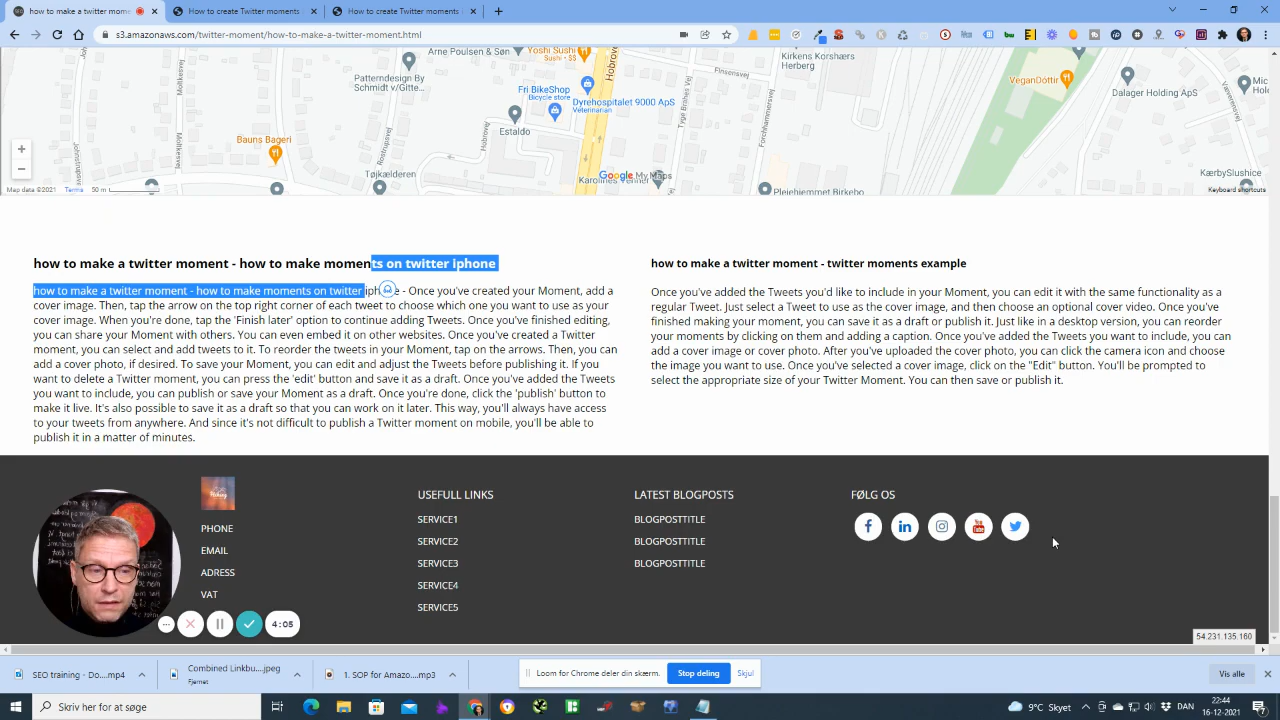 how to make a twitter mome
How to create Twitter moments
How to create Twitter moments
s3.amazonaws.com/twitter-moment/how-to-make-a-twitter-moment.html
Arne Poulsen & Søn
Yoshi Sushi
Sushi • $$
Hobrovej
Finsensvej
Kirkens Korshærs
Herberg
Patterndesign By
Schmidt v/Gitte...
Fri BikeShop
Bicycle store
Dyrehospitalet 9000 ApS
Veterinarian
VeganDöttir
Dalager Holding ApS
Estaldo
Bauns Bageri
Tøjkælderen
Rostrupsvej
Forchhammersvej
Google My Maps
Plejehjemmet Birkebo
KærbySlushice
Map data ©2021 Terms 50 m
Keyboard shortcuts
how to make a twitter moment - how to make moments on twitter iphone
how to make a twitter moment - how to make moments on twitter iphone - Once you've created your Moment, add a
cover image. Then, tap the arrow on the top right corner of each tweet to choose which one you want to use as your
cover image. When you're done, tap the 'Finish later' option to continue adding Tweets. Once you've finished editing,
you can share your Moment with others. You can even embed it on other websites. Once you've created a Twitter
moment, you can select and add tweets to it. To reorder the tweets in your Moment, tap on the arrows. Then, you can
add a cover photo, if desired. To save your Moment, you can edit and adjust the Tweets before publishing it. If you
want to delete a Twitter moment, you can press the 'edit' button and save it as a draft. Once you've added the Tweets
you want to include, you can publish or save your Moment as a draft. Once you're done, click the 'publish' button to
make it live. It's also possible to save it as a draft so that you can work on it later. This way, you'll always have access
to your tweets from anywhere. And since it's not difficult to publish a Twitter moment on mobile, you'll be able to
publish it in a matter of minutes.
how to make a twitter moment - twitter moments example
Once you've added the Tweets you'd like to include in your Moment, you can edit it with the same functionality as a
regular Tweet. Just select a Tweet to use as the cover image, and then choose an optional cover video. Once you've
finished making your moment, you can save it as a draft or publish it. Just like in a desktop version, you can reorder
your moments by clicking on them and adding a caption. Once you've added the Tweets you want to include, you can
add a cover image or cover photo. After you've uploaded the cover photo, you can click the camera icon and choose
the image you want to use. Once you've selected a cover image, click on the "Edit" button. You'll be prompted to
select the appropriate size of your Twitter Moment. You can then save or publish it.
PHONE
EMAIL
ADRESS
VAT
USEFULL LINKS
SERVICE1
SERVICE2
SERVICE3
SERVICE4
SERVICE5
LATEST BLOGPOSTS
BLOGPOSTTITLE
BLOGPOSTTITLE
BLOGPOSTTITLE
FØLG OS
4:05
54.231.135.160
SEO training - Do....mp4
Combined Linkbu....jpeg
Fjernet
1. SOP for Amazo....mp4
Loom for Chrome deler din skærm.
Stop deling
Skjul
Vis alle
Skriv her for at søge
9°C Skyet
DAN
22:44
16-12-2021